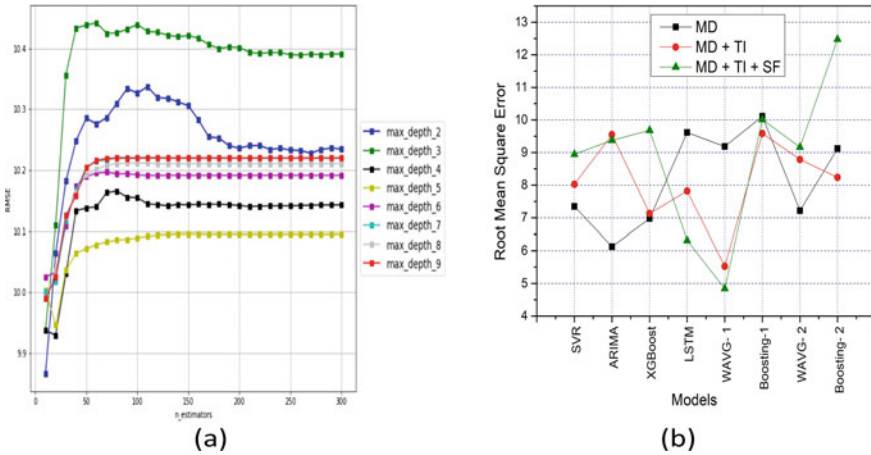 10.4
10.3
10.2
10.1
10.0
9.9
RMSE
0
50
100
150
200
250
300
n_estimators
max_depth_2
max_depth_3
max_depth_4
max_depth_5
max_depth_6
max_depth_7
max_depth_8
max_depth_9
(a)
13
12
11
10
9
8
7
6
5
4
Root Mean Square Error
MD
MD + TI
MD + TI + SF
SVR
ARIMA
XGBoost
LSTM
WAVG- 1
Boosting-1
WAVG- 2
Boosting- 2
Models
(b)